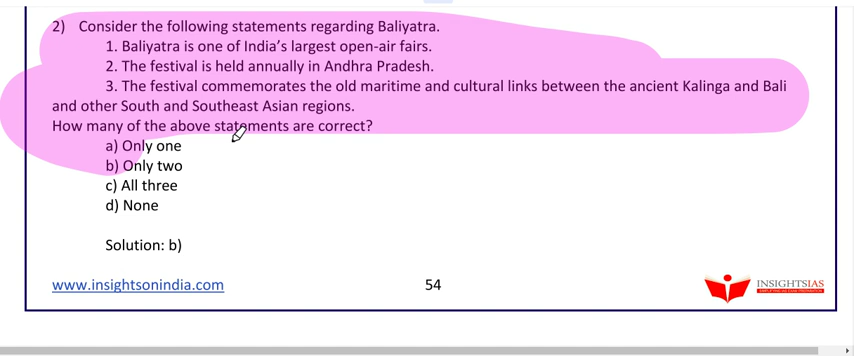 2) Consider the following statements regarding Baliyatra.
1. Baliyatra is one of India's largest open-air fairs.
2. The festival is held annually in Andhra Pradesh.
3. The festival commemorates the old maritime and cultural links between the ancient Kalinga and Bali
and other South and Southeast Asian regions.
How many of the above statements are correct?
a) Only one
b) Only two
c) All three
d) None
Solution: b)
www.insightsonindia.com
54
INSIGHTSIAS